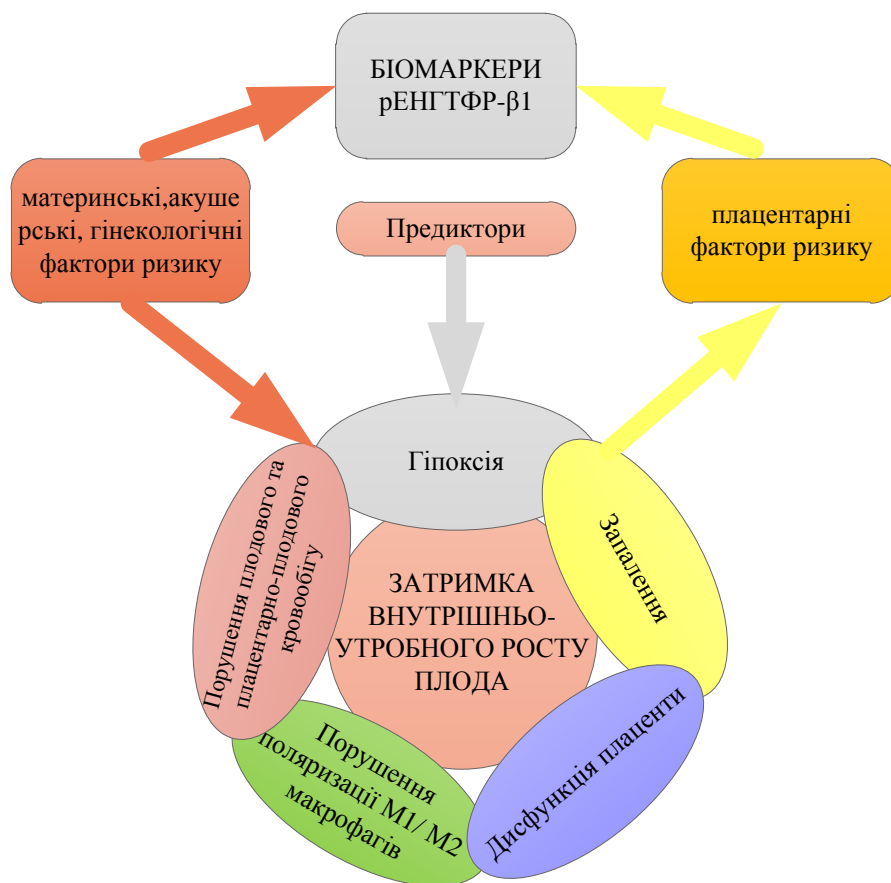 БІОМАРКЕРИ
рЕНГТФР-β1
материнські,акуше
рські, гінекологічні
фактори ризику
Предиктори
плацентарні
фактори ризику
Гіпоксія
Порушення плодового та
плацентарно-плодового
кровообігу
Запалення
ЗАТРИМКА
ВНУТРІШНЬО-
УТРОБНОГО РОСТУ
ПЛОДА
Порушення
поляризації М1/ М2
макрофагів
Дисфункція плаценти